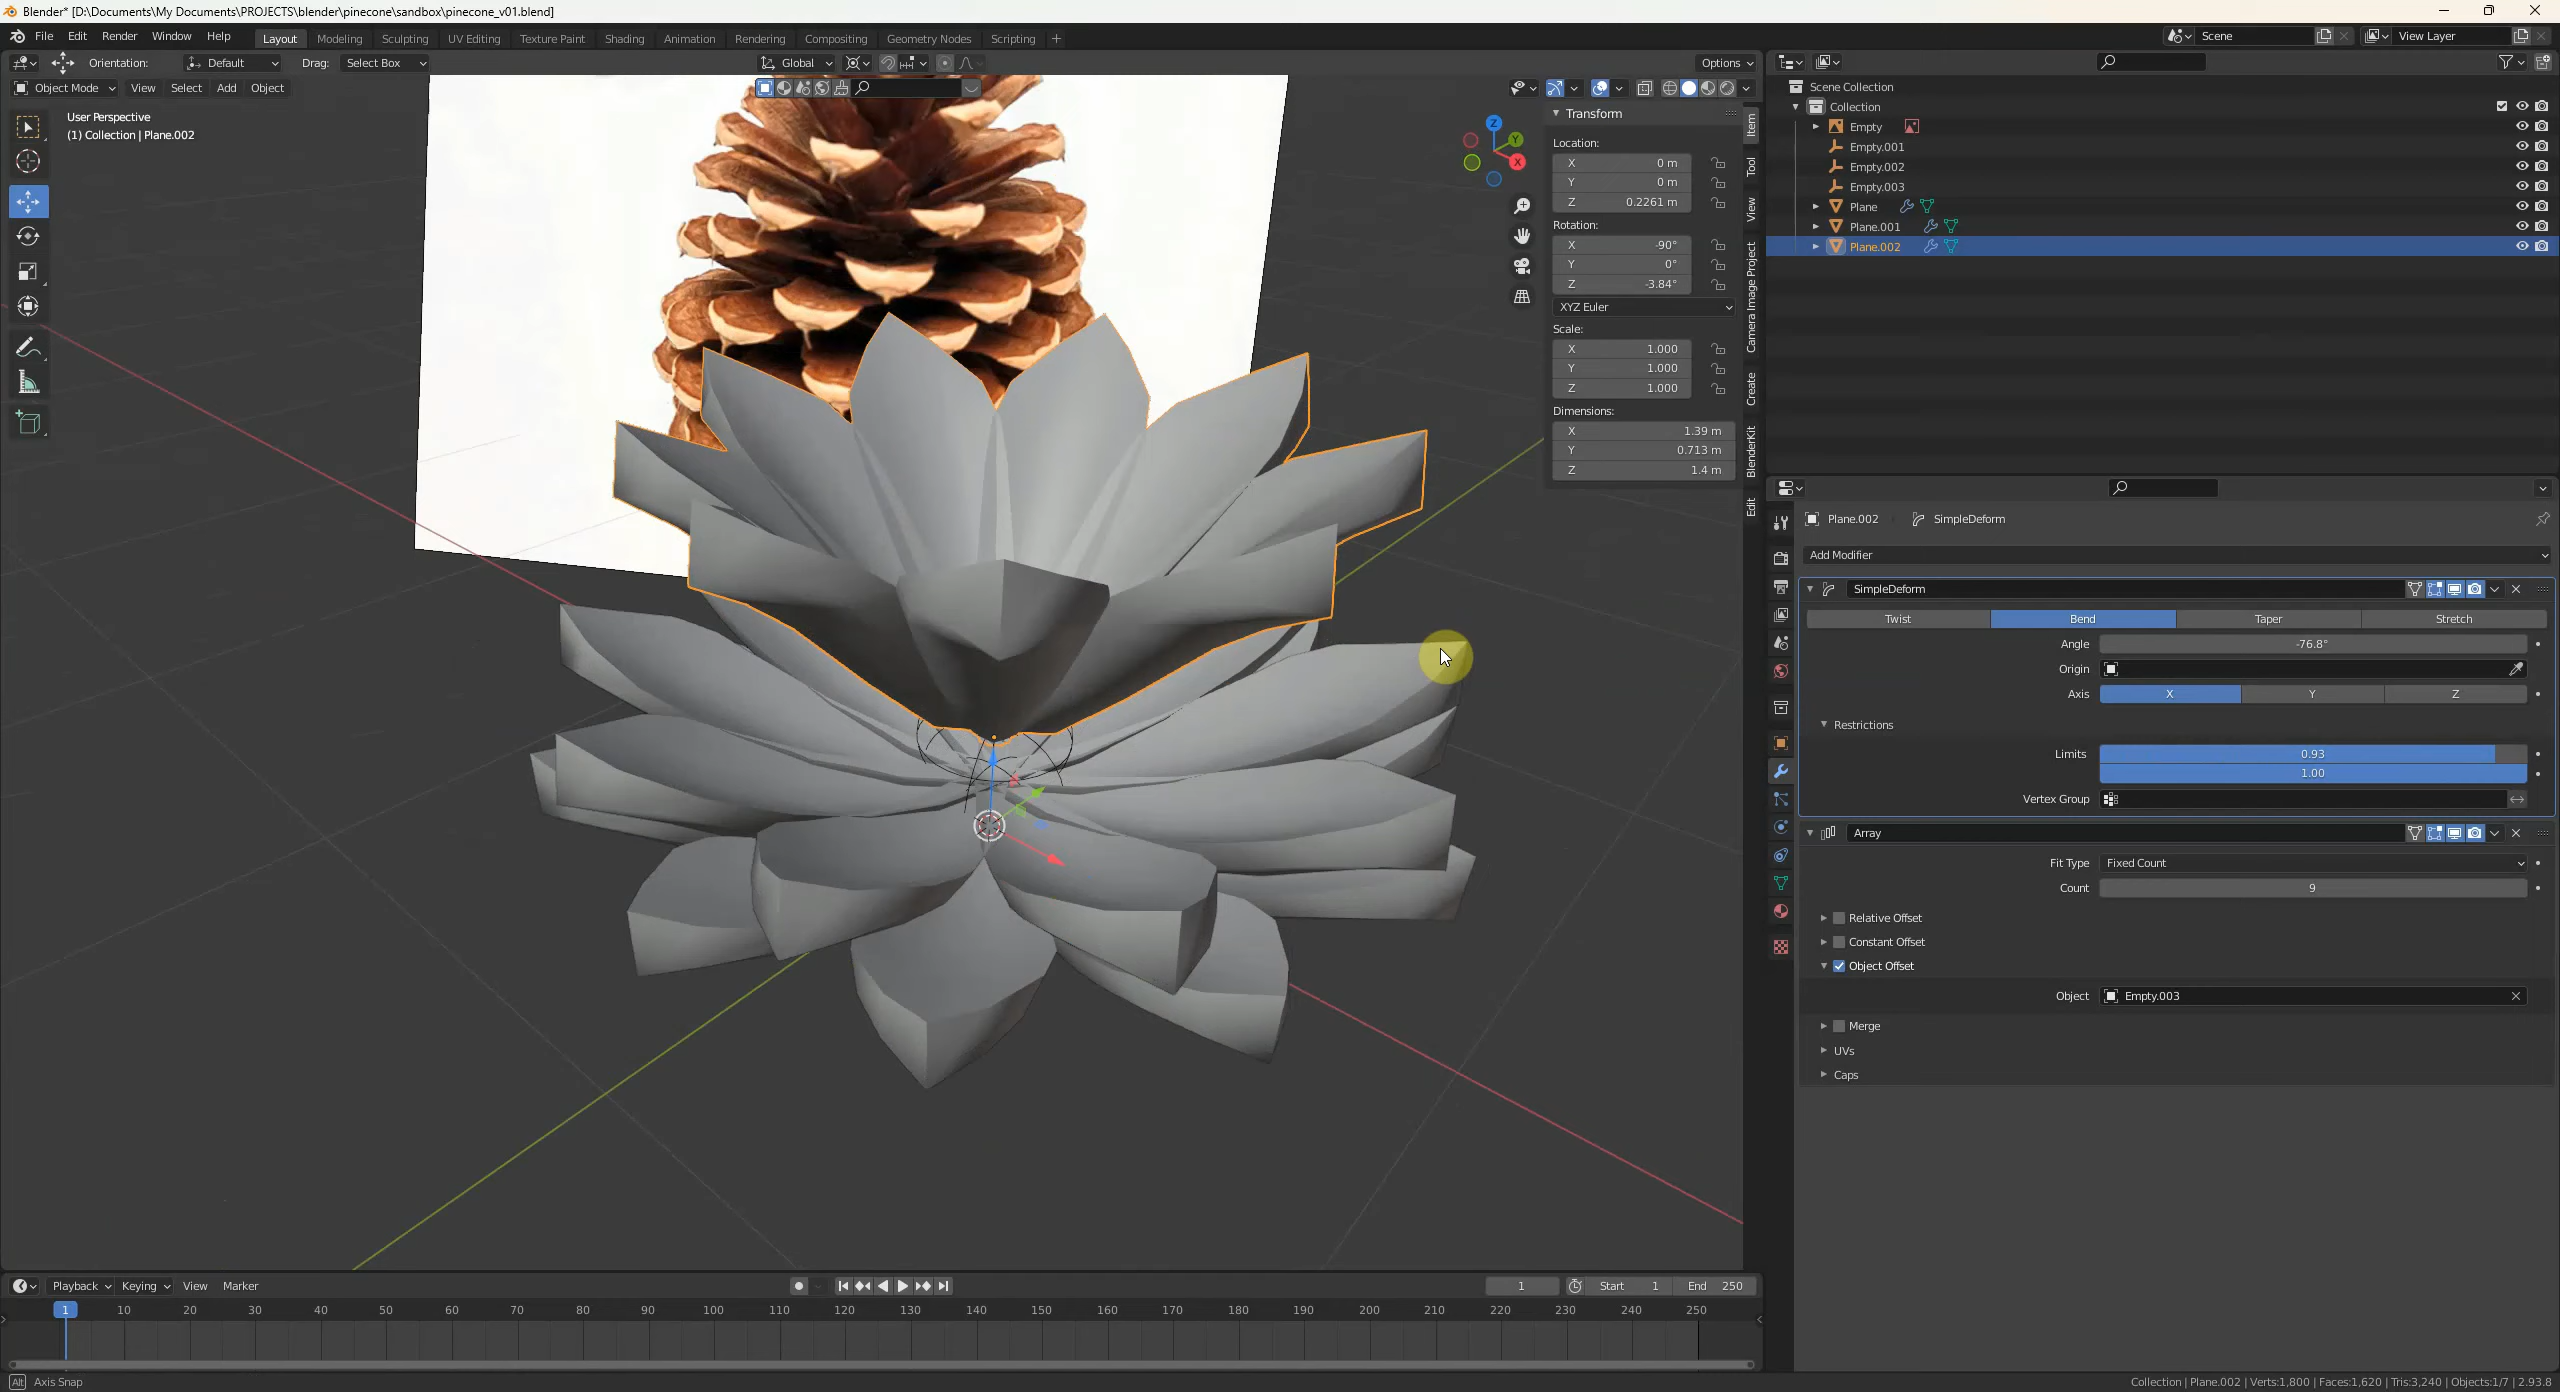 Blender* [D:\Documents\My Documents\PROJECTS\blender\pinecone\sandbox\pinecone_v01.blend]
File Edit Render Window Help Layout Modeling Sculpting UV Editing Texture Paint Shading Animation Rendering Compositing Geometry Nodes Scripting + Scene View Layer
Orientation: Default Drag: Select Box Global Options
Object Mode View Select Add Object
User Perspective
(1) Collection | Plane.002
Z
Y
X
Transform
Location:
X 0 m
Y 0 m
Z 0.2261 m
Rotation:
X -90°
Y 0°
Z -3.84°
XYZ Euler
Scale:
X 1.000
Y 1.000
Z 1.000
Dimensions:
X 1.39 m
Y 0.713 m
Z 1.4 m
Item
Tool
View
Camera Image Project
Create
BlenderKit
Edit
Scene Collection
Collection
Empty
Empty.001
Empty.002
Empty.003
Plane
Plane.001
Plane.002
Plane.002 SimpleDeform
Add Modifier
SimpleDeform
Twist Bend Taper Stretch
Angle -76.8°
Origin
Axis X Y Z
Restrictions
Limits 0.93
1.00
Vertex Group
Array
Fit Type Fixed Count
Count 9
Relative Offset
Constant Offset
Object Offset
Object Empty.003
Merge
UVs
Caps
Playback Keying View Marker 1 Start 1 End 250
1 10 20 30 40 50 60 70 80 90 100 110 120 130 140 150 160 170 180 190 200 210 220 230 240 250
Alt Axis Snap
Collection | Plane.002 | Verts:1,800 | Faces:1,620 | Tris:3,240 | Objects:1/7 | 2.93.8